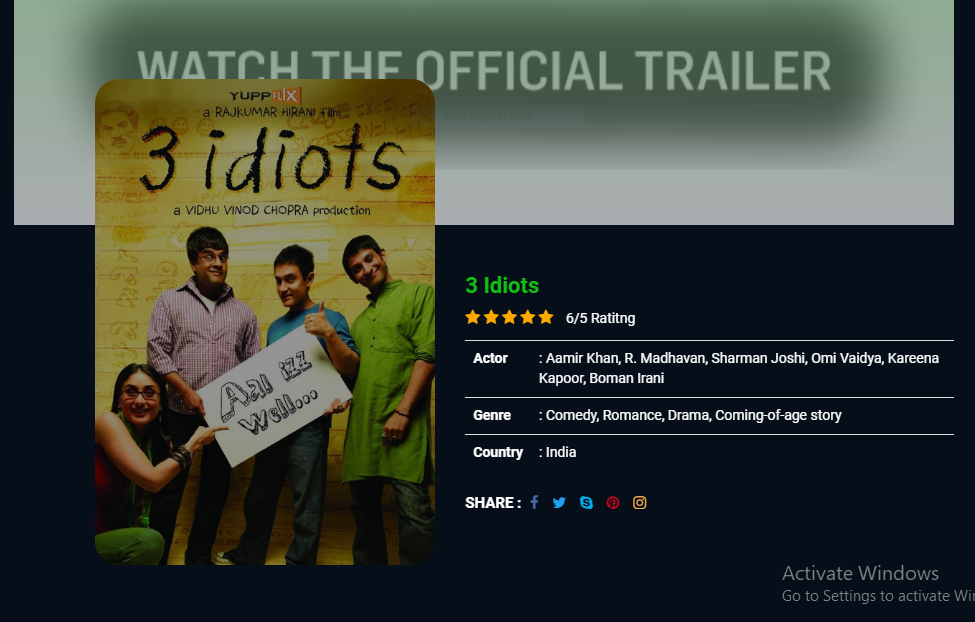 WATCH THE OFFICIAL TRAILER
Rectangular Snip
YUPPFLIX
a RAJKUMAR HIRANI film
3 idiots
a VIDHU VINOD CHOPRA production
Aal izz
Well...
3 Idiots
6/5 Ratitng
Actor : Aamir Khan, R. Madhavan, Sharman Joshi, Omi Vaidya, Kareena
Kapoor, Boman Irani
Genre : Comedy, Romance, Drama, Coming-of-age story
Country : India
SHARE :
Activate Windows
Go to Settings to activate Wi